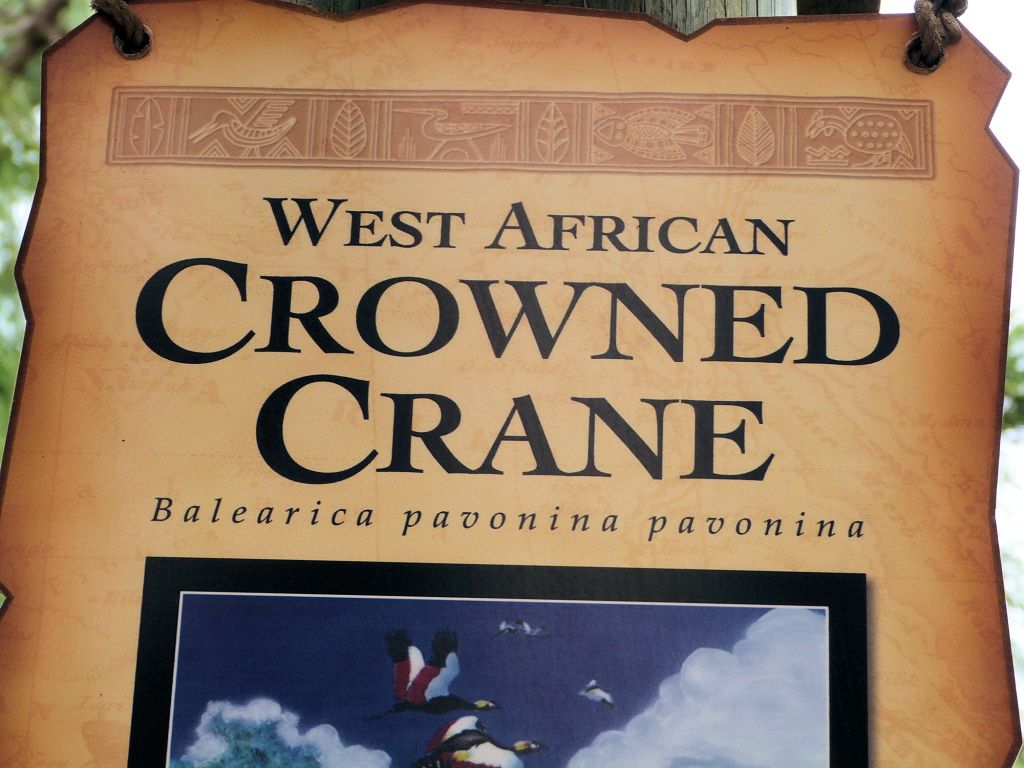 WEST AFRICAN
CROWNED
CRANE
Balearica pavonina pavonina